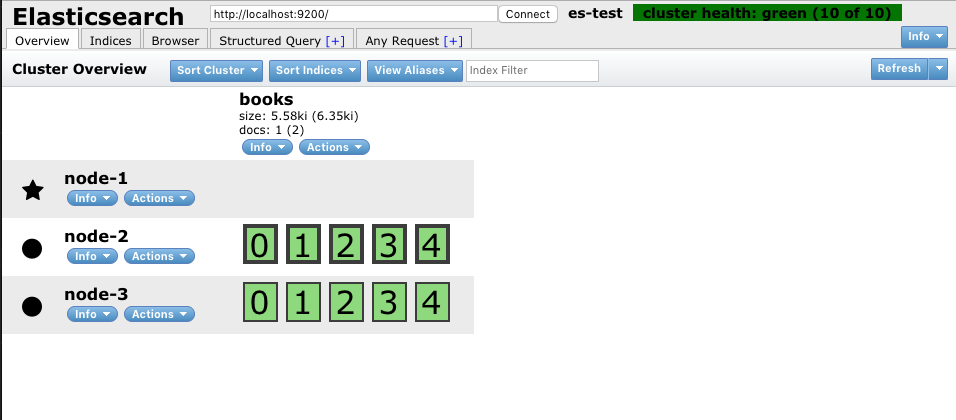 Elasticsearch http://localhost:9200/ Connect es-test cluster health: green (10 of 10)
Overview Indices Browser Structured Query [+] Any Request [+] Info
Cluster Overview Sort Cluster Sort Indices View Aliases Index Filter Refresh
books
size: 5.58ki (6.35ki)
docs: 1 (2)
Info Actions
node-1
Info Actions
node-2 0 1 2 3 4
Info Actions
node-3 0 1 2 3 4
Info Actions